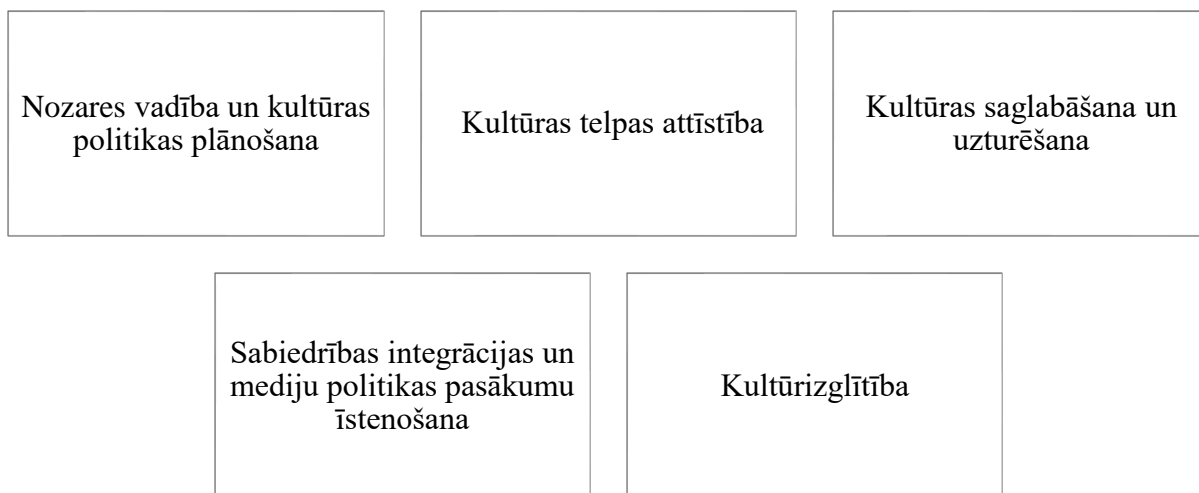 Nozares vadība un kultūras
politikas plānošana
Kultūras telpas attīstība
Kultūras saglabāšana un
uzturēšana
Sabiedrības integrācijas un
mediju politikas pasākumu
īstenošana
Kultūrizglītība